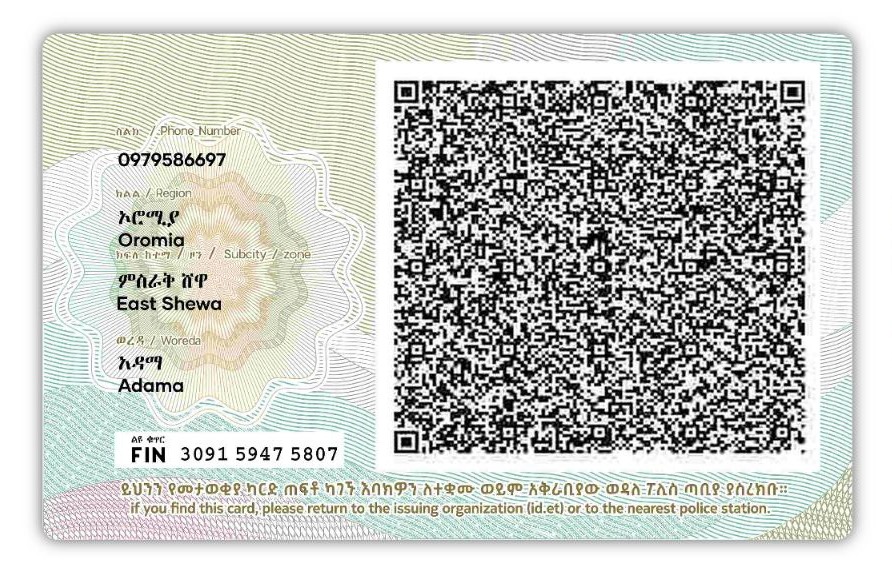 ስልክ / Phone Number
0979586697
ክልል / Region
ኦሮሚያ
Oromia
ክፍለ ከተማ / ዞን / Subcity / zone
ምስራቅ ሸዋ
East Shewa
ወረዳ / Woreda
አዳማ
Adama
ልዩ ቁጥር
FIN 3091 5947 5807
ይህንን የመታወቂያ ካርድ ጠፍቶ ካገኙ እባክዎን ለተቋሙ ወይም አቅራቢያው ወዳለ ፖሊስ ጣቢያ ያስረክቡ።
if you find this card, please return to the issuing organization (id.et) or to the nearest police station.